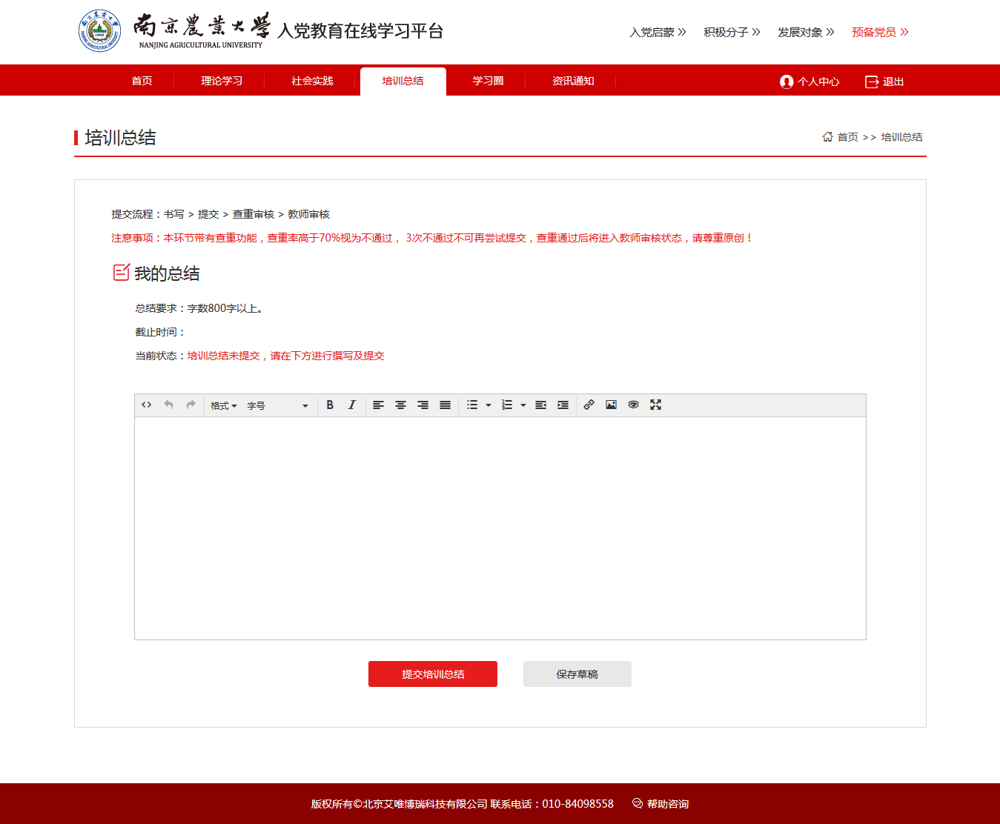 南京農業大学 入党教育在线学习平台
NANJING AGRICULTURAL UNIVERSITY
入党启蒙 积极分子 发展对象 预备党员
首页 理论学习 社会实践 培训总结 学习圈 资讯通知 个人中心 退出
培训总结
首页 >> 培训总结
提交流程：书写 > 提交 > 查重审核 > 教师审核
注意事项：本环节带有查重功能，查重率高于70%视为不通过， 3次不通过不可再尝试提交，查重通过后将进入教师审核状态，请尊重原创！
我的总结
总结要求：字数800字以上。
截止时间：
当前状态：培训总结未提交，请在下方进行撰写及提交
格式 字号 B I
提交培训总结 保存草稿
版权所有©北京艾唯博瑞科技有限公司 联系电话：010-84098558 帮助咨询